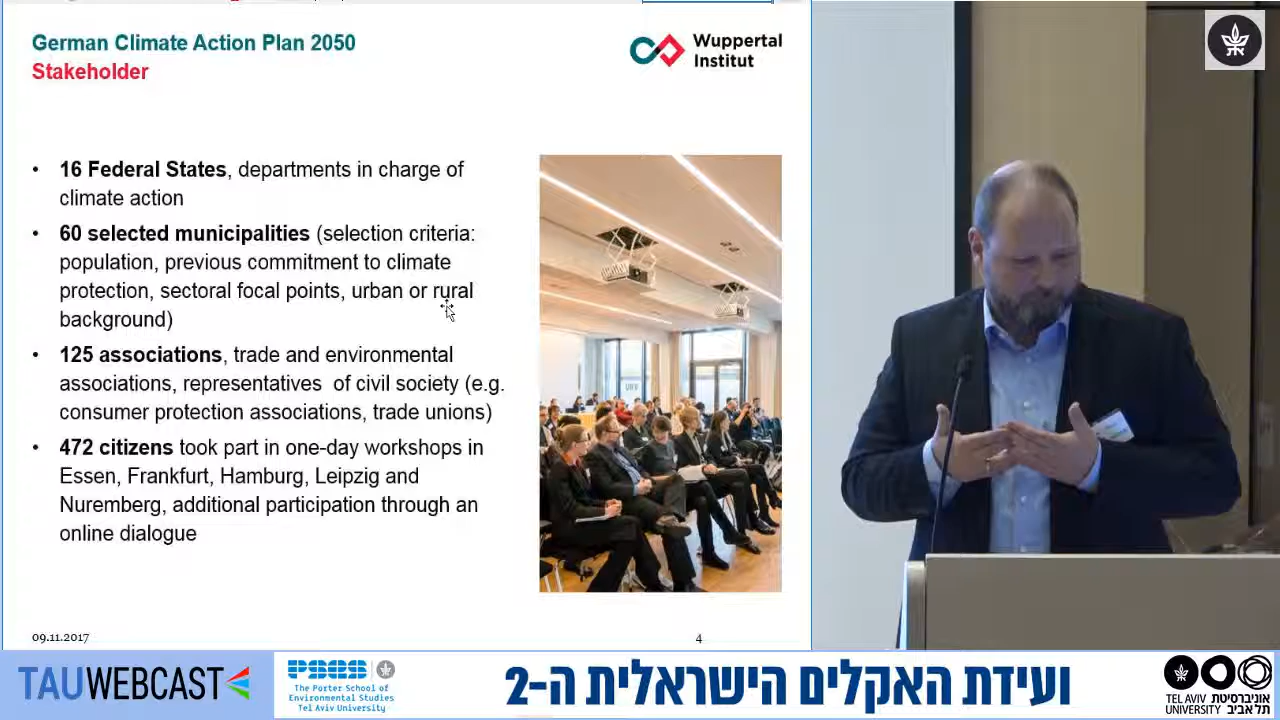 German Climate Action Plan 2050
Stakeholder
Wuppertal
Institut
• 16 Federal States, departments in charge of
climate action
• 60 selected municipalities (selection criteria:
population, previous commitment to climate
protection, sectoral focal points, urban or rural
background)
• 125 associations, trade and environmental
associations, representatives of civil society (e.g.
consumer protection associations, trade unions)
• 472 citizens took part in one-day workshops in
Essen, Frankfurt, Hamburg, Leipzig and
Nuremberg, additional participation through an
online dialogue
09.11.2017
4
TAUWEBCAST
PSES
The Porter School of
Environmental Studies
Tel Aviv University
ועידת האקלים הישראלית ה-2
TEL AVIV
UNIVERSITY
אוניברסיטת
תל אביב